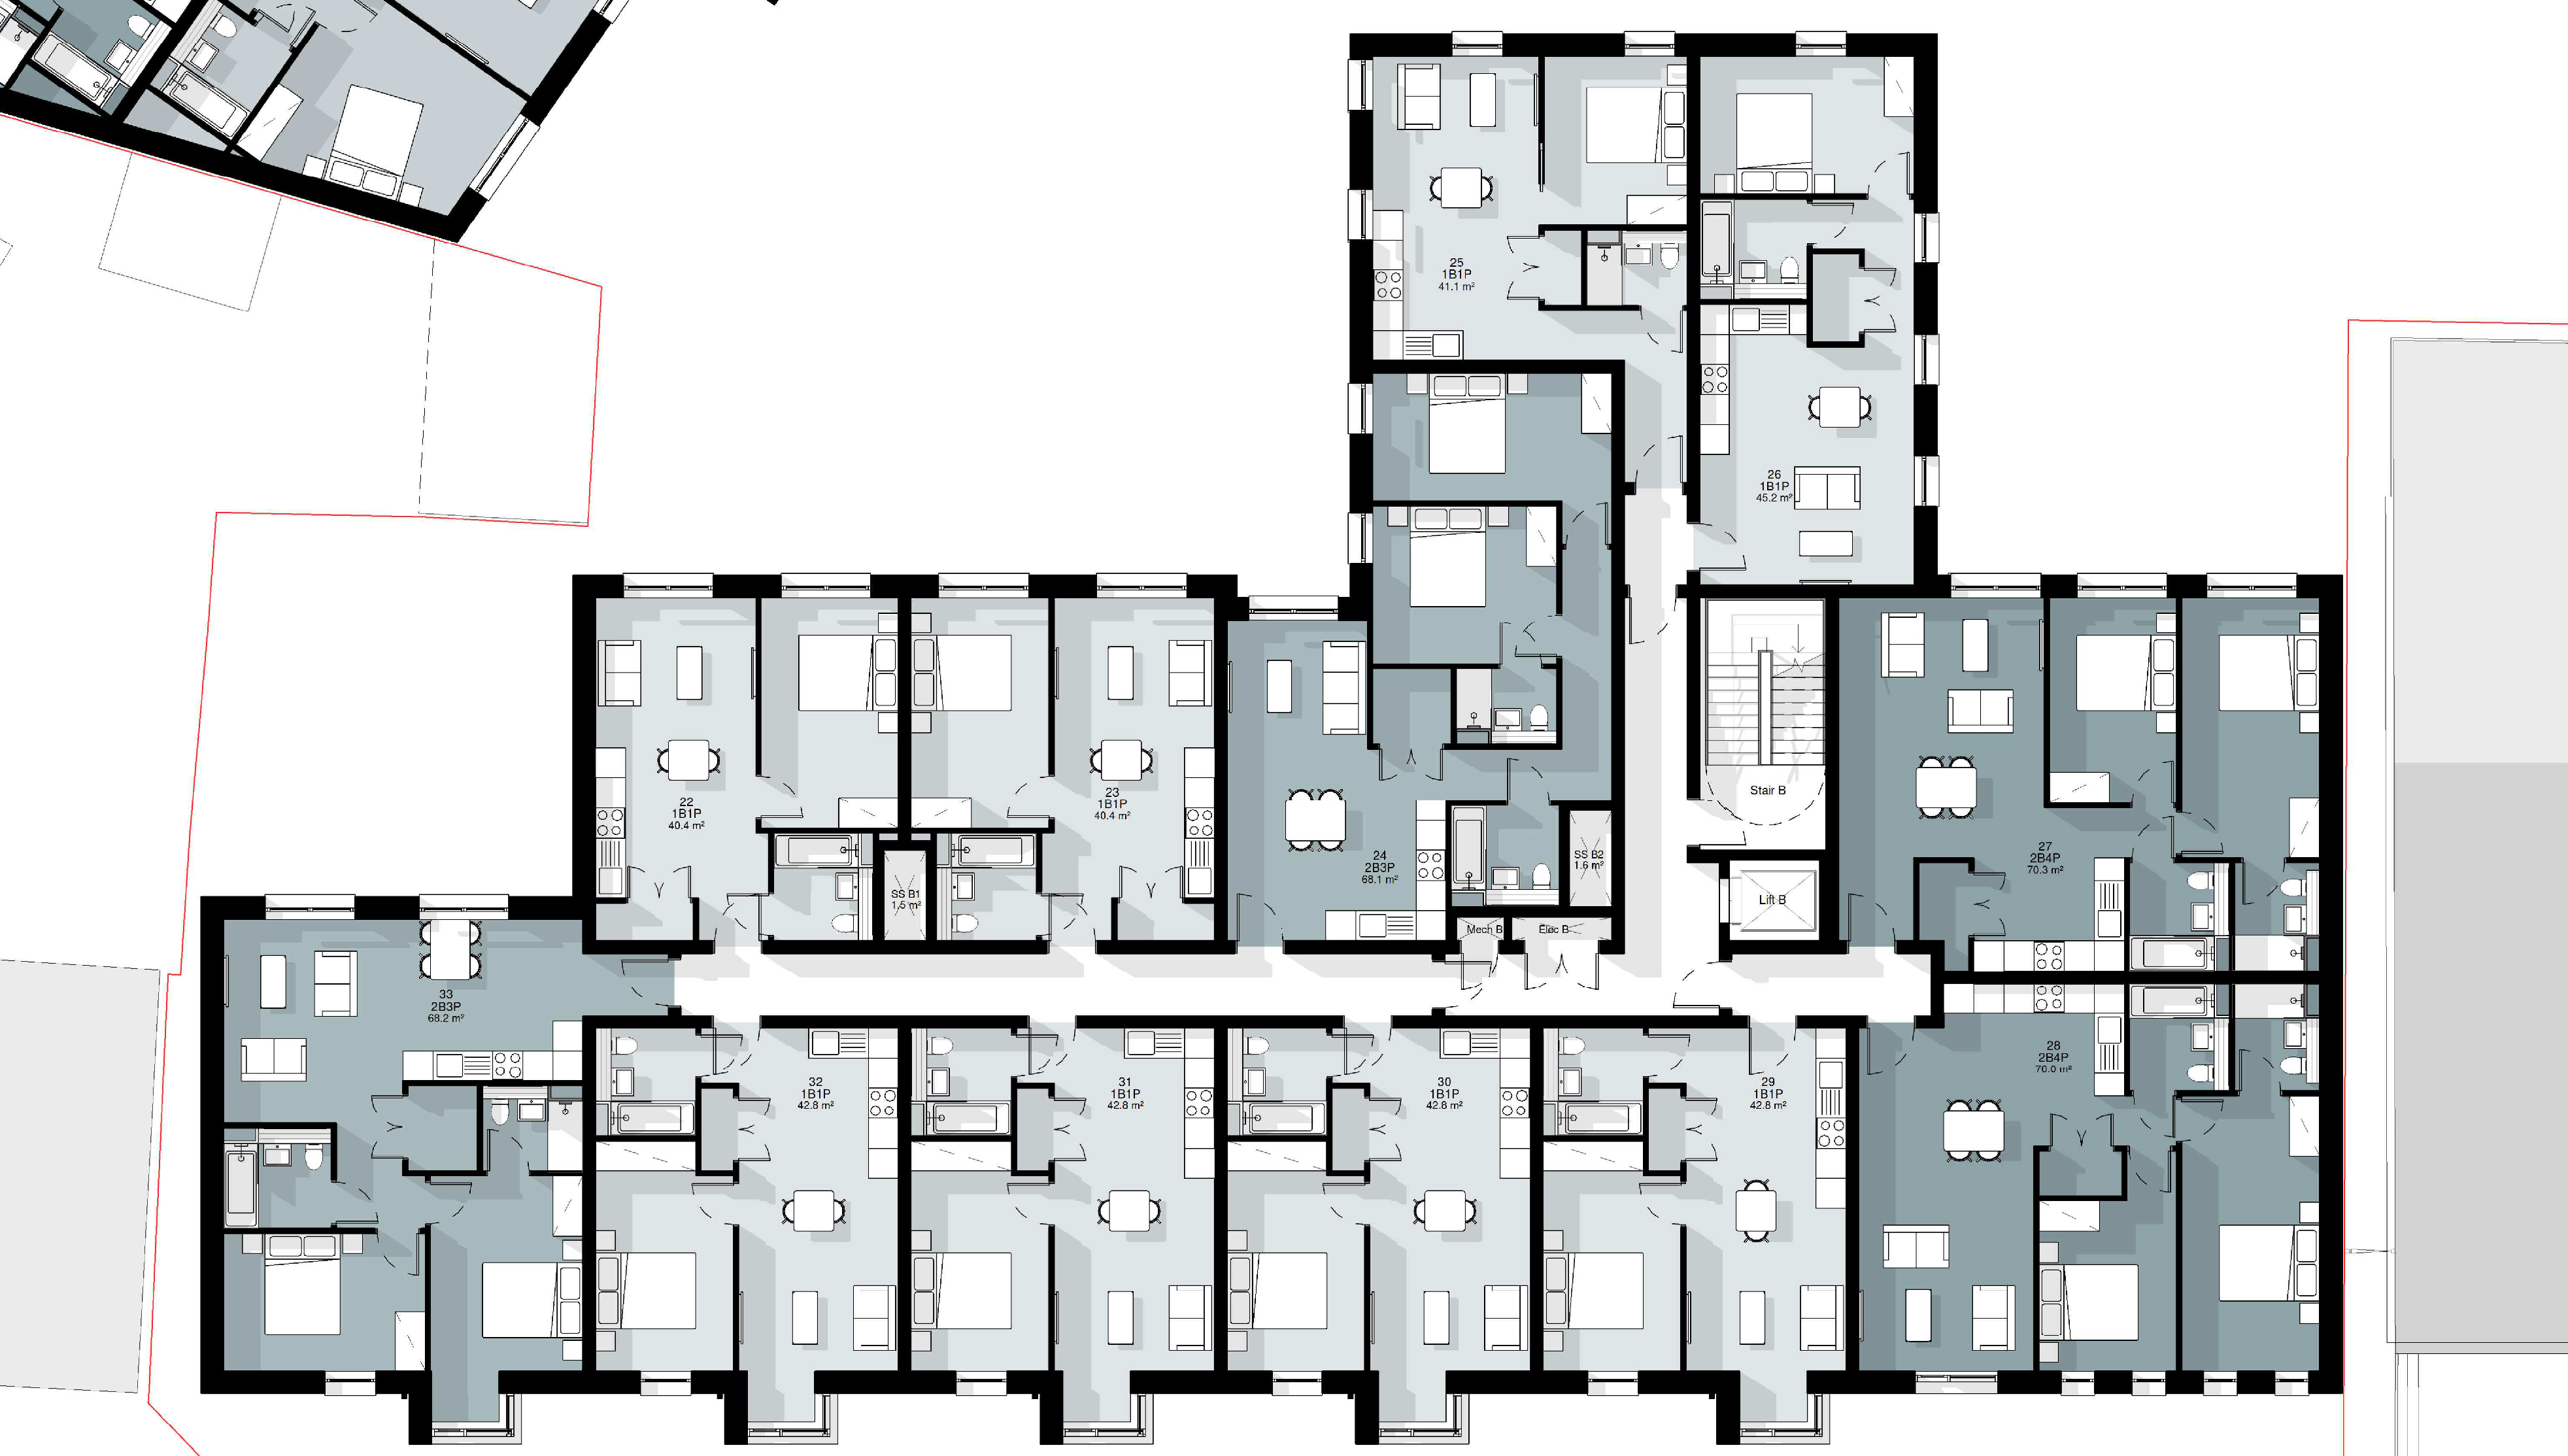 25
1B1P
41.1 m²
26
1B1P
45.2 m²
22
1B1P
40.4 m²
23
1B1P
40.4 m²
24
2B3P
68.1 m²
SS B1
1.5 m²
SS B2
1.6 m²
Stair B
Lift B
Mech B
Elec B
27
2B4P
70.3 m²
33
2B3P
68.2 m²
32
1B1P
42.8 m²
31
1B1P
42.8 m²
30
1B1P
42.8 m²
29
1B1P
42.8 m²
28
2B4P
70.0 m²